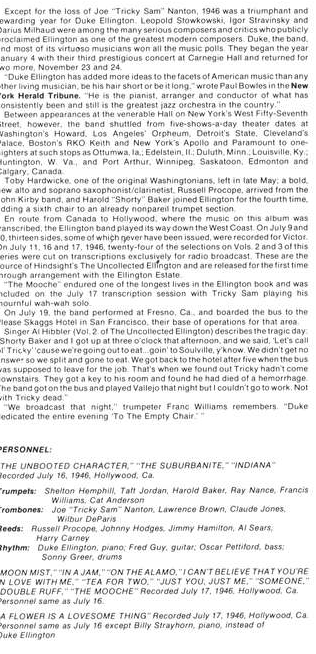 Except for the loss of Joe "Tricky Sam" Nanton, 1946 was a triumphant and
rewarding year for Duke Ellington. Leopold Stowkowski, Igor Stravinsky and
Darius Milhaud were among the many serious composers and critics who publicly
proclaimed Ellington as one of the greatest modern composers. Duke, the band,
and most of its virtuoso musicians won all the music polls. They began the year
January 4 with their third prestigious concert at Carnegie Hall and returned for
two more, November 23 and 24.
"Duke Ellington has added more ideas to the facets of American music than any
other living musician, be his hair short or be it long," wrote Paul Bowles in the New
York Herald Tribune. "He is the pianist, arranger and conductor of what has
consistently been and still is the greatest jazz orchestra in the country."
Between appearances at the venerable Hall on New York's West Fifty-Seventh
Street, however, the band shuttled from five-shows-a-day theater dates at
Washington's Howard, Los Angeles' Orpheum, Detroit's State, Cleveland's
Palace, Boston's RKO Keith and New York's Apollo and Paramount to one-
nighters at such stops as Otumwa, Ia.; Edelstein, Il.; Duluth, Minn.; Louisville, Ky.;
Huntington, W. Va., and Port Arthur, Winnipeg, Saskatoon, Edmonton and
Calgary, Canada.
Toby Hardwicke, one of the original Washingtonians, left in late May; a bold,
new alto and soprano saxophonist/clarinetist, Russell Procope, arrived from the
John Kirby band, and Harold "Shorty" Baker joined Ellington for the fourth time,
adding a sixth chair to an already nonpareil trumpet section.
En route from Canada to Hollywood, where the music on this album was
transcribed, the Ellington band played its way down the West Coast. On July 9 and
10, thirteen sides, some of which never have been issued, were recorded for Victor.
On July 11, 16 and 17, 1946, twenty-four of the selections on Vols. 2 and 3 of this
series were cut on transcriptions exclusively for radio broadcast. These are the
source of Hindsight's The Uncollected Ellington and are released for the first time
through arrangement with the Ellington Estate.
"The Mooche" endured one of the longest lives in the Ellington book and was
included on the July 17 transcription session with Tricky Sam playing his
mournful wah-wah solo.
On July 19, the band performed at Fresno, Ca., and boarded the bus to the
Please Skaggs Hotel in San Francisco, their base of operations for that area.
Singer Al Hibbler (Vol. 2, of The Uncollected Ellington) describes the tragic day.
"Shorty Baker and I got up at three o'clock that afternoon, and we said, 'Let's call
ol' Tricky' 'cause we're going out to eat...goin' to Soulville, y'know. We didn't get no
answer so we split and gone to eat. We got back to the hotel after five when the bus
was supposed to leave for the job. That's when we found out Tricky hadn't come
downstairs. They got a key to his room and found he had died of a hemorrhage.
The band got on the bus and played Vallejo that night but I couldn't go to work. Not
with Tricky dead."
"We broadcast that night," trumpeter Franc Williams remembers. "Duke
dedicated the entire evening 'To The Empty Chair.' "
PERSONNEL:
"THE UNBOOTED CHARACTER," "THE SUBURBANITE," "INDIANA"
Recorded July 16, 1946, Hollywood, Ca.
Trumpets: Shelton Hemphill, Taft Jordan, Harold Baker, Ray Nance, Francis
Williams, Cat Anderson
Trombones: Joe "Tricky Sam" Nanton, Lawrence Brown, Claude Jones,
Wilbur DeParis
Reeds: Russell Procope, Johnny Hodges, Jimmy Hamilton, Al Sears,
Harry Carney
Rhythm: Duke Ellington, piano; Fred Guy, guitar; Oscar Pettiford, bass;
Sonny Greer, drums
"MOON MIST," "IN A JAM," "ON THE ALAMO," "I CAN'T BELIEVE THAT YOU'RE
IN LOVE WITH ME," "TEA FOR TWO," "JUST YOU, JUST ME," "SOMEONE,"
"DOUBLE RUFF," "THE MOOCHE" Recorded July 17, 1946, Hollywood, Ca.
Personnel same as July 16.
"A FLOWER IS A LOVESOME THING" Recorded July 17, 1946, Hollywood, Ca.
Personnel same as July 16 except Billy Strayhorn, piano, instead of
Duke Ellington